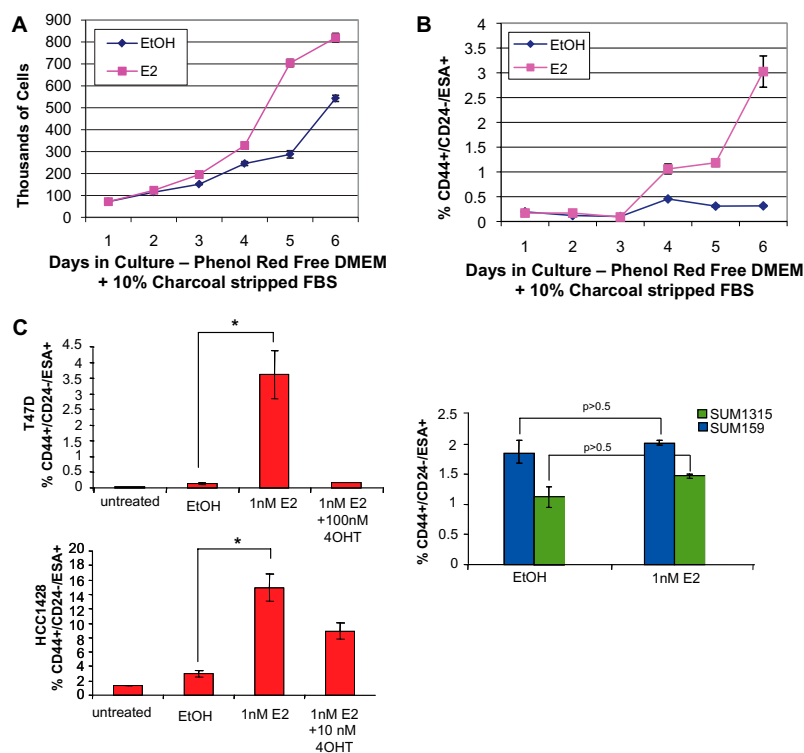 A
EtOH
E2
Thousands of Cells
900
800
700
600
500
400
300
200
100
0
1 2 3 4 5 6
Days in Culture – Phenol Red Free DMEM
+ 10% Charcoal stripped FBS
B
EtOH
E2
% CD44+/CD24-/ESA+
4
3.5
3
2.5
2
1.5
1
0.5
0
1 2 3 4 5 6
Days in Culture – Phenol Red Free DMEM
+ 10% Charcoal stripped FBS
C
T47D
% CD44+/CD24-/ESA+
4.5
4
3.5
3
2.5
2
1.5
1
0.5
0
*
untreated EtOH 1nM E2 1nM E2
+100nM
4OHT
HCC1428
% CD44+/CD24-/ESA+
20
18
16
14
12
10
8
6
4
2
0
*
untreated EtOH 1nM E2 1nM E2
+10 nM
4OHT
% CD44+/CD24-/ESA+
2.5
2
1.5
1
0.5
0
p>0.5
p>0.5
SUM1315
SUM159
EtOH 1nM E2